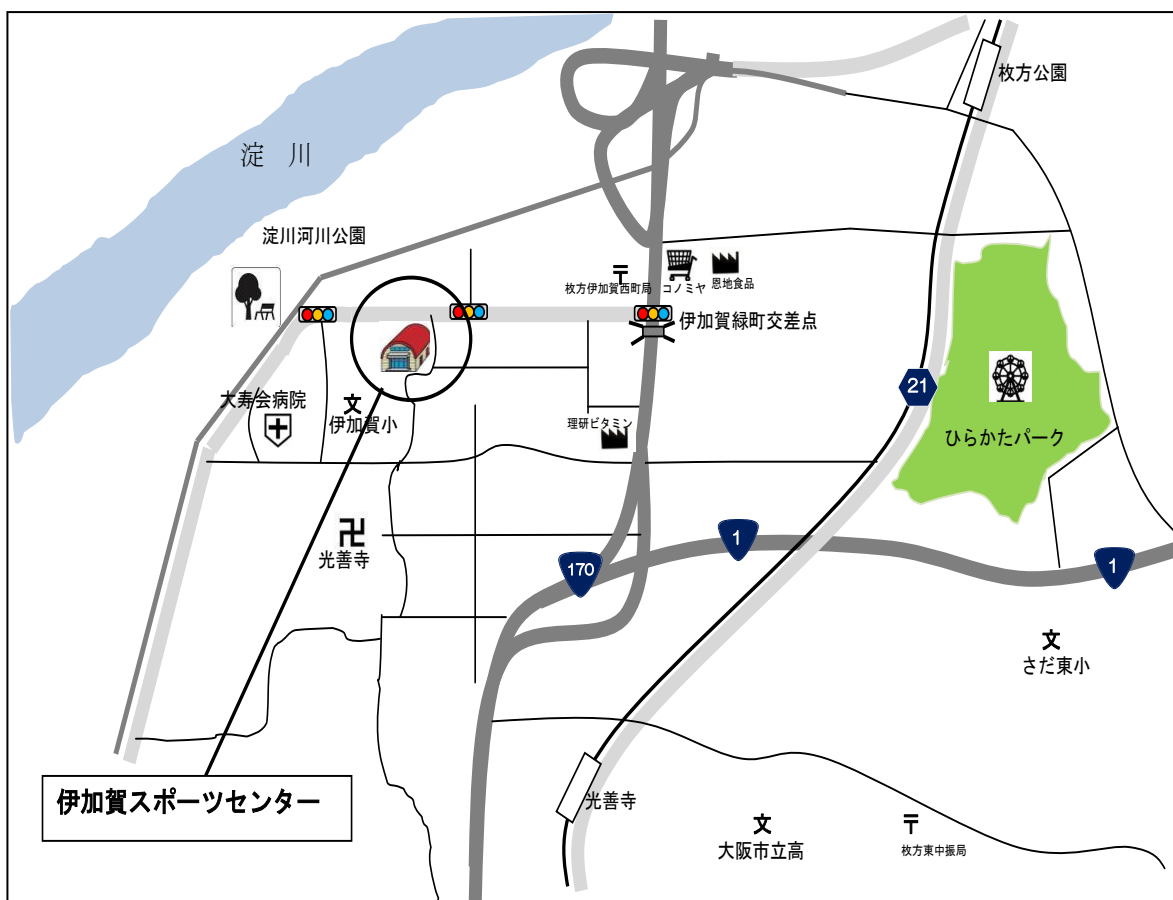 枚方公園
淀 川
淀川河川公園
枚方伊加賀西町局
コノミヤ
恩地食品
伊加賀緑町交差点
21
大寿会病院
文
伊加賀小
理研ビタミン
ひらかたパーク
卍
光善寺
170
1
1
文
さだ東小
伊加賀スポーツセンター
光善寺
文
大阪市立高
〒
枚方東中振局
〒